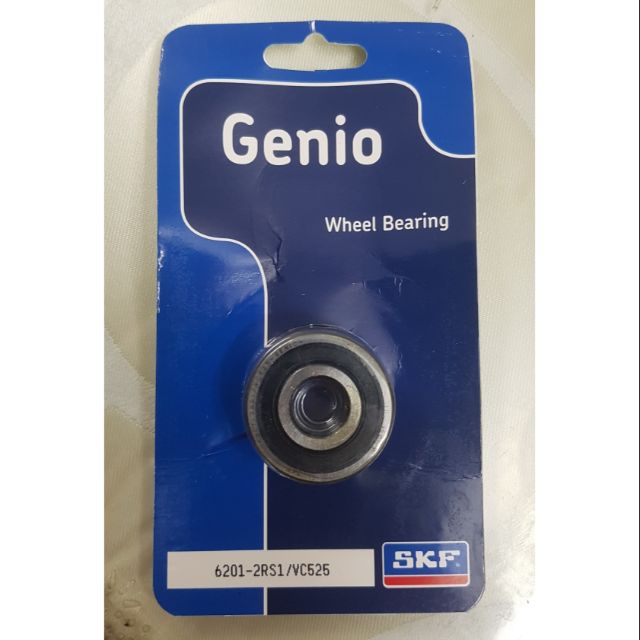 Genio
Wheel Bearing
6201-2RS1/VC525
SKF